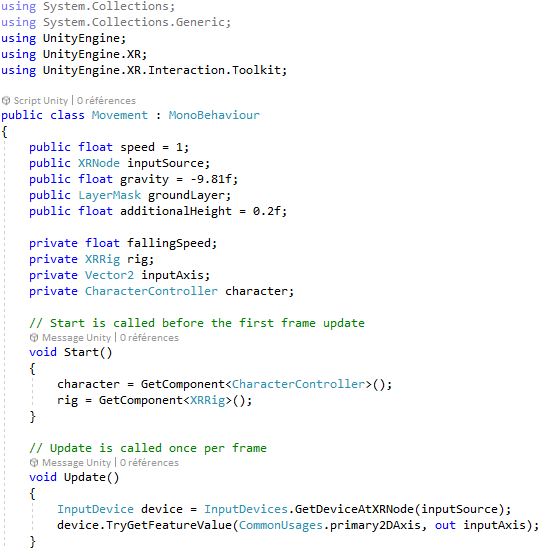 using System.Collections;
using System.Collections.Generic;
using UnityEngine;
using UnityEngine.XR;
using UnityEngine.XR.Interaction.Toolkit;
Script Unity | 0 références
public class Movement : MonoBehaviour
{
public float speed = 1;
public XRNode inputSource;
public float gravity = -9.81f;
public LayerMask groundLayer;
public float additionalHeight = 0.2f;
private float fallingSpeed;
private XRRig rig;
private Vector2 inputAxis;
private CharacterController character;
// Start is called before the first frame update
Message Unity | 0 références
void Start()
{
character = GetComponent<CharacterController>();
rig = GetComponent<XRRig>();
}
// Update is called once per frame
Message Unity | 0 références
void Update()
{
InputDevice device = InputDevices.GetDeviceAtXRNode(inputSource);
device.TryGetFeatureValue(CommonUsages.primary2DAxis, out inputAxis);
}